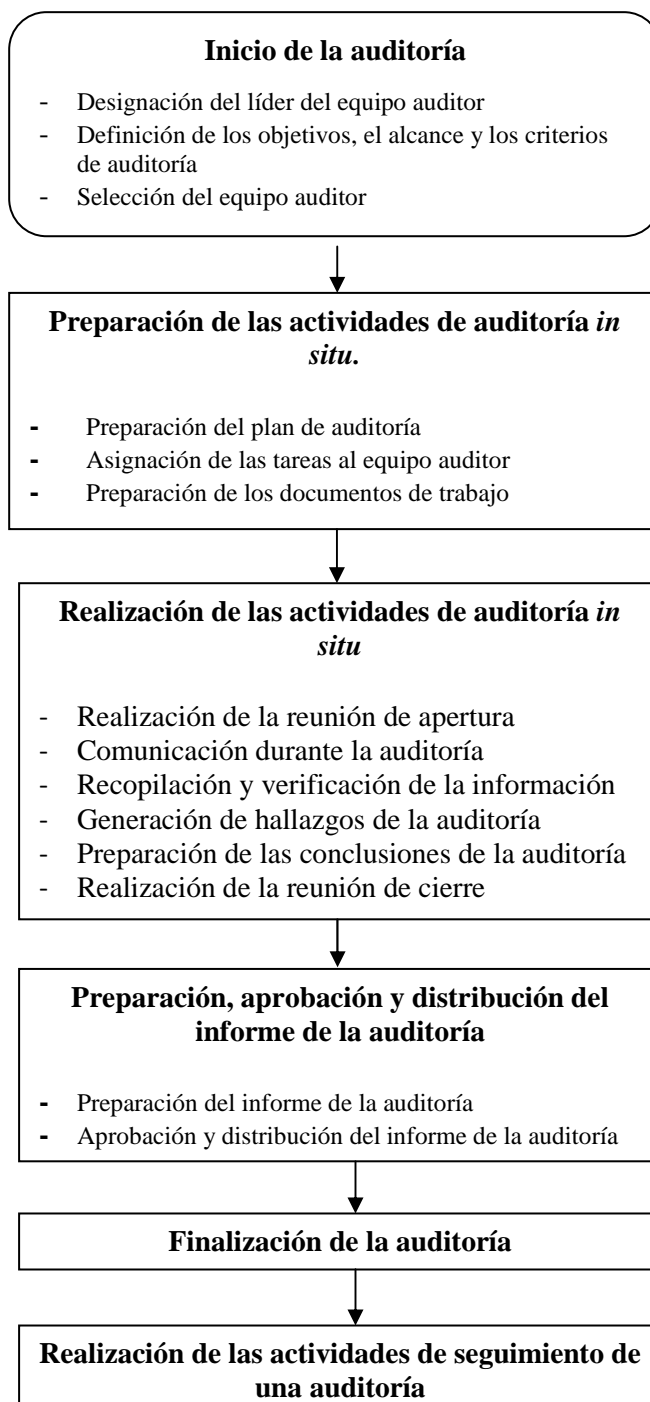 Inicio de la auditoría
- Designación del líder del equipo auditor
- Definición de los objetivos, el alcance y los criterios
de auditoría
- Selección del equipo auditor
Preparación de las actividades de auditoría in
situ.
- Preparación del plan de auditoría
- Asignación de las tareas al equipo auditor
- Preparación de los documentos de trabajo
Realización de las actividades de auditoría in
situ
- Realización de la reunión de apertura
- Comunicación durante la auditoría
- Recopilación y verificación de la información
- Generación de hallazgos de la auditoría
- Preparación de las conclusiones de la auditoría
- Realización de la reunión de cierre
Preparación, aprobación y distribución del
informe de la auditoría
- Preparación del informe de la auditoría
- Aprobación y distribución del informe de la auditoría
Finalización de la auditoría
Realización de las actividades de seguimiento de
una auditoría